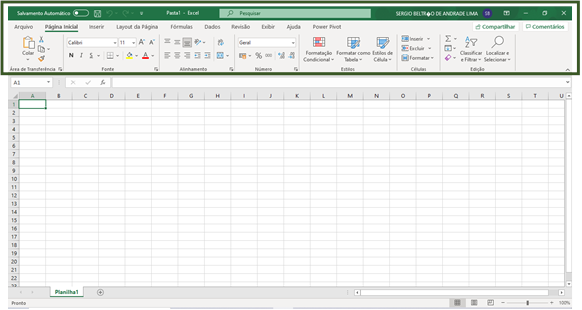 Salvamento Automático Pasta1 - Excel Pesquisar SERGIO BELTR�O DE ANDRADE LIMA SB
Arquivo Página Inicial Inserir Layout da Página Fórmulas Dados Revisão Exibir Ajuda Power Pivot Compartilhar Comentários
Colar Calibri 11 A A Geral Formatação Condicional Formatar como Tabela Estilos de Célula Inserir Excluir Formatar Classificar e Filtrar Localizar e Selecionar
N I S % 000
Área de Transferência Fonte Alinhamento Número Estilos Células Edição
A1 fx
A B C D E F G H I J K L M N O P Q R S T U
1
2
3
4
5
6
7
8
9
10
11
12
13
14
15
16
17
18
19
20
21
22
23
Planilha1
Pronto 100%